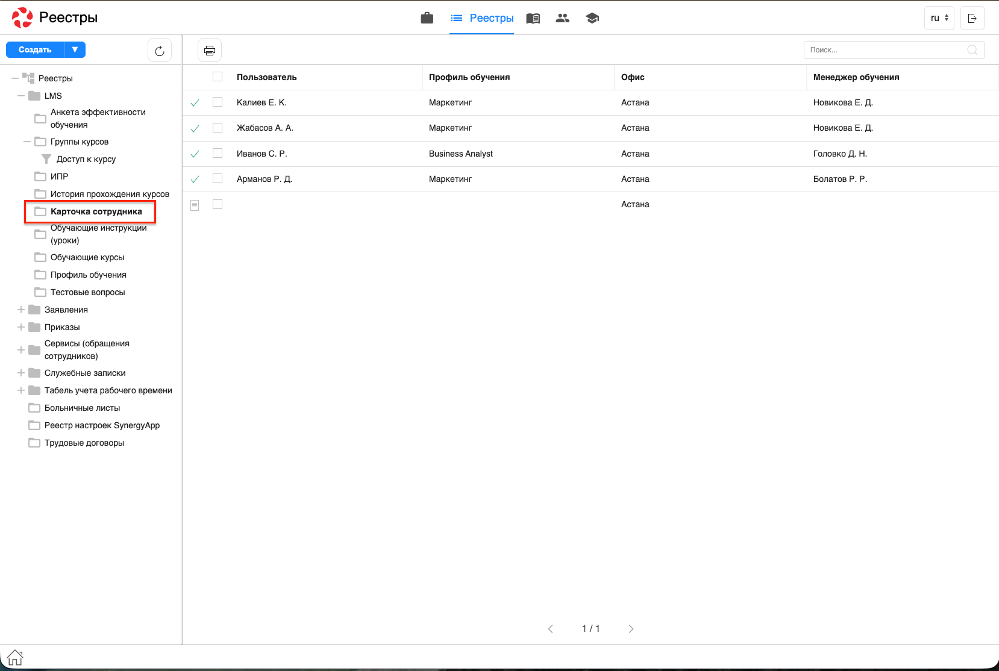 Реестры
Реестры
ru
Создать
Поиск...
Реестры
LMS
Анкета эффективности
обучения
Группы курсов
Доступ к курсу
ИПР
История прохождения курсов
Карточка сотрудника
Обучающие инструкции
(уроки)
Обучающие курсы
Профиль обучения
Тестовые вопросы
Заявления
Приказы
Сервисы (обращения
сотрудников)
Служебные записки
Табель учета рабочего времени
Больничные листы
Реестр настроек SynergyApp
Трудовые договоры
Пользователь Профиль обучения Офис Менеджер обучения
Калиев Е. К. Маркетинг Астана Новикова Е. Д.
Жабасов А. А. Маркетинг Астана Новикова Е. Д.
Иванов С. Р. Business Analyst Астана Головко Д. Н.
Арманов Р. Д. Маркетинг Астана Болатов Р. Р.
Астана
1 / 1